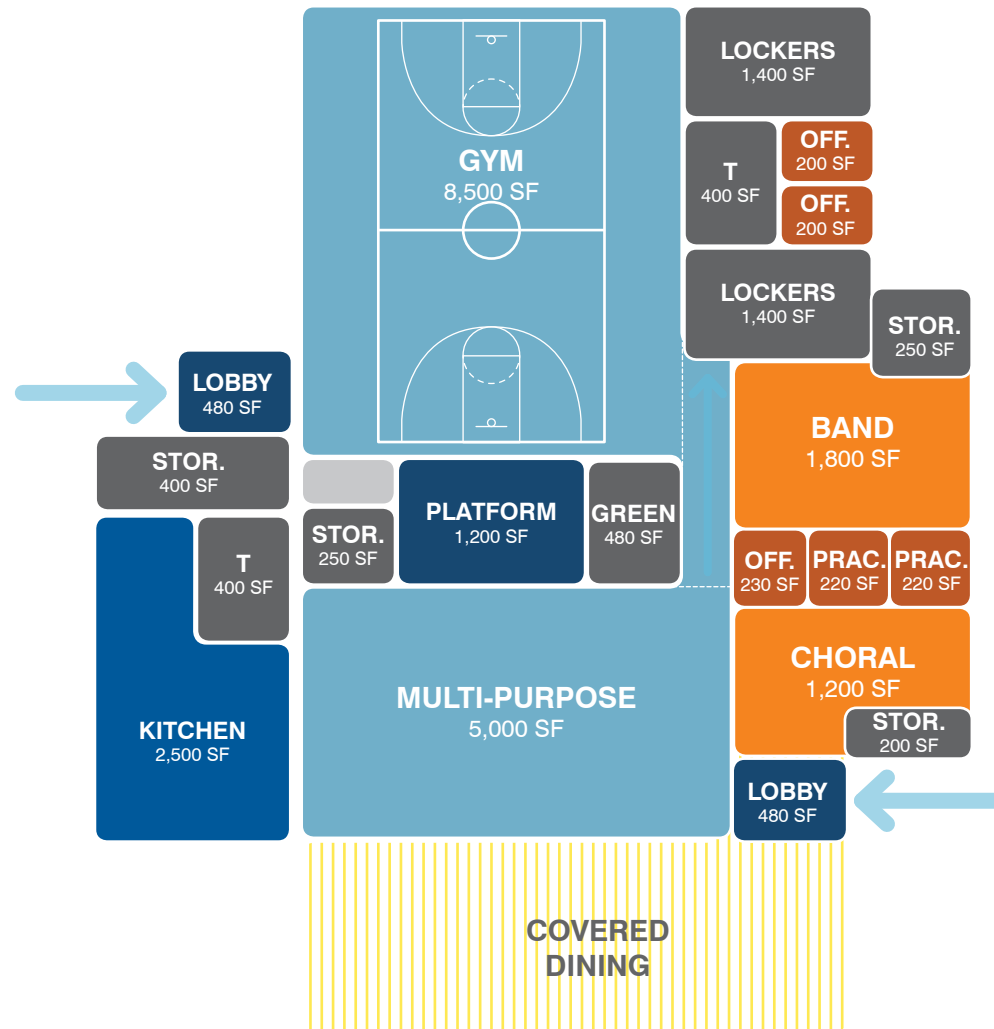 LOCKERS
1,400 SF
GYM
8,500 SF
T
400 SF
OFF.
200 SF
OFF.
200 SF
LOCKERS
1,400 SF
STOR.
250 SF
LOBBY
480 SF
BAND
1,800 SF
STOR.
400 SF
STOR.
250 SF
PLATFORM
1,200 SF
GREEN
480 SF
T
400 SF
OFF.
230 SF
PRAC.
220 SF
PRAC.
220 SF
KITCHEN
2,500 SF
MULTI-PURPOSE
5,000 SF
CHORAL
1,200 SF
STOR.
200 SF
LOBBY
480 SF
COVERED
DINING